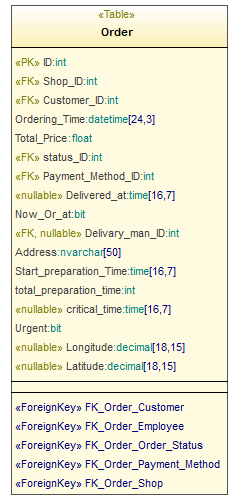 «Table»
Order
«PK» ID:int
«FK» Shop_ID:int
«FK» Customer_ID:int
Ordering_Time:datetime[24,3]
Total_Price:float
«FK» status_ID:int
«FK» Payment_Method_ID:int
«nullable» Delivered_at:time[16,7]
Now_Or_at:bit
«FK, nullable» Delivary_man_ID:int
Address:nvarchar[50]
Start_preparation_Time:time[16,7]
total_preparation_time:int
«nullable» critical_time:time[16,7]
Urgent:bit
«nullable» Longitude:decimal[18,15]
«nullable» Latitude:decimal[18,15]
«ForeignKey» FK_Order_Customer
«ForeignKey» FK_Order_Employee
«ForeignKey» FK_Order_Order_Status
«ForeignKey» FK_Order_Payment_Method
«ForeignKey» FK_Order_Shop